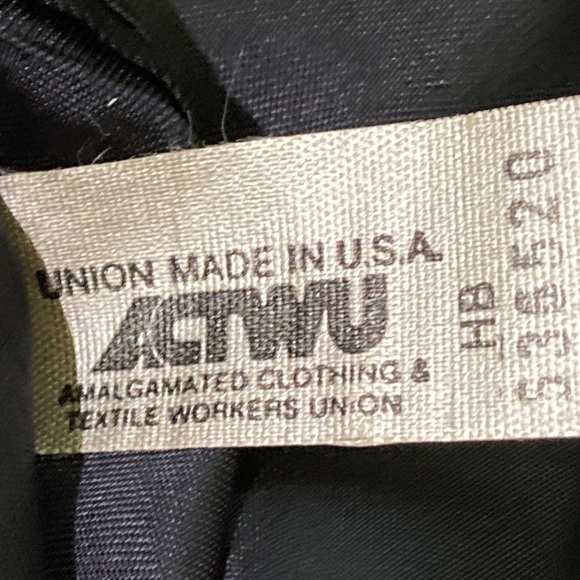 UNION MADE IN U.S.A.
ACTWU
AMALGAMATED CLOTHING &
TEXTILE WORKERS UNION
HB